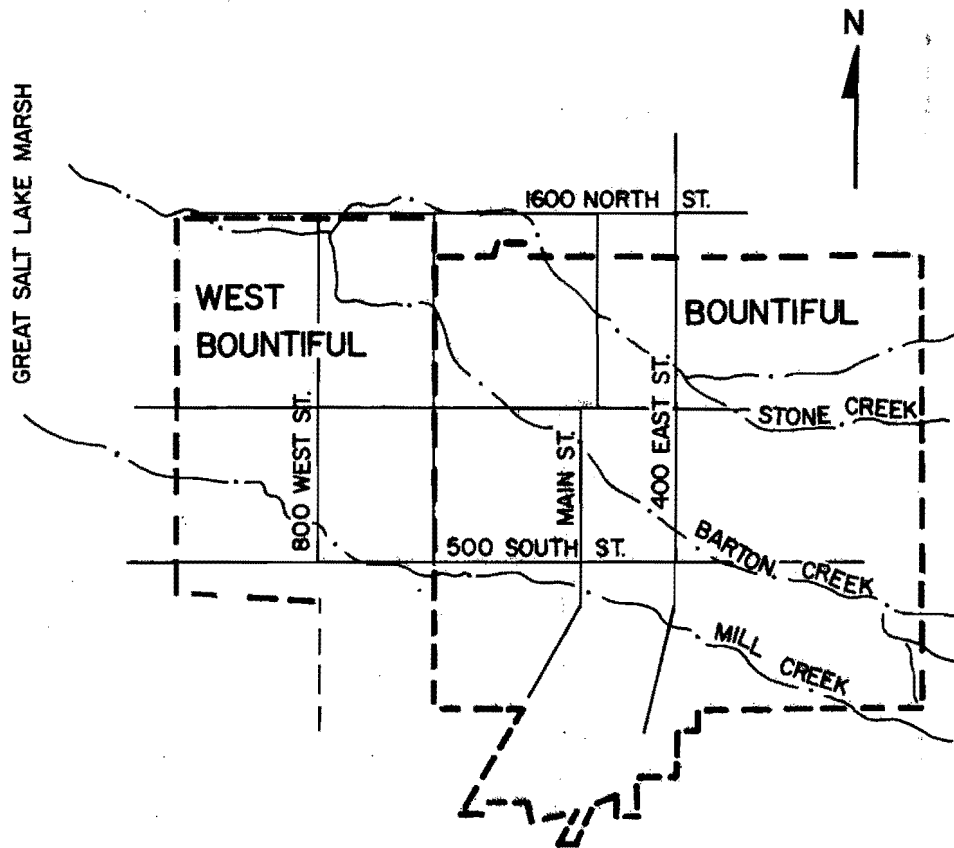 N
GREAT SALT LAKE MARSH
1600 NORTH ST.
WEST
BOUNTIFUL
BOUNTIFUL
STONE CREEK
800 WEST ST.
MAIN ST.
400 EAST ST.
500 SOUTH ST.
BARTON CREEK
MILL CREEK